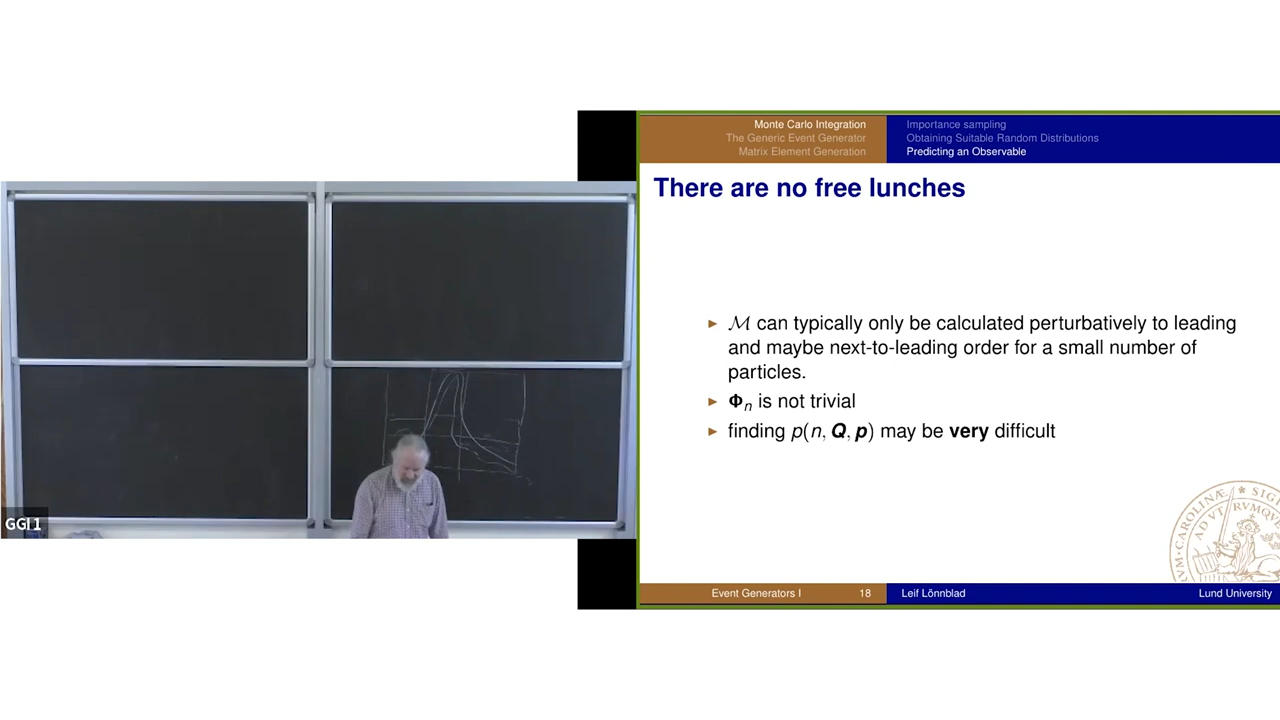 Monte Carlo Integration
The Generic Event Generator
Matrix Element Generation
Importance sampling
Obtaining Suitable Random Distributions
Predicting an Observable
There are no free lunches
▶ ℳ can typically only be calculated perturbatively to leading
and maybe next-to-leading order for a small number of
particles.
▶ Φₙ is not trivial
▶ finding p(n, Q, p) may be very difficult
GGI 1
Event Generators I 18 Leif Lönnblad Lund University